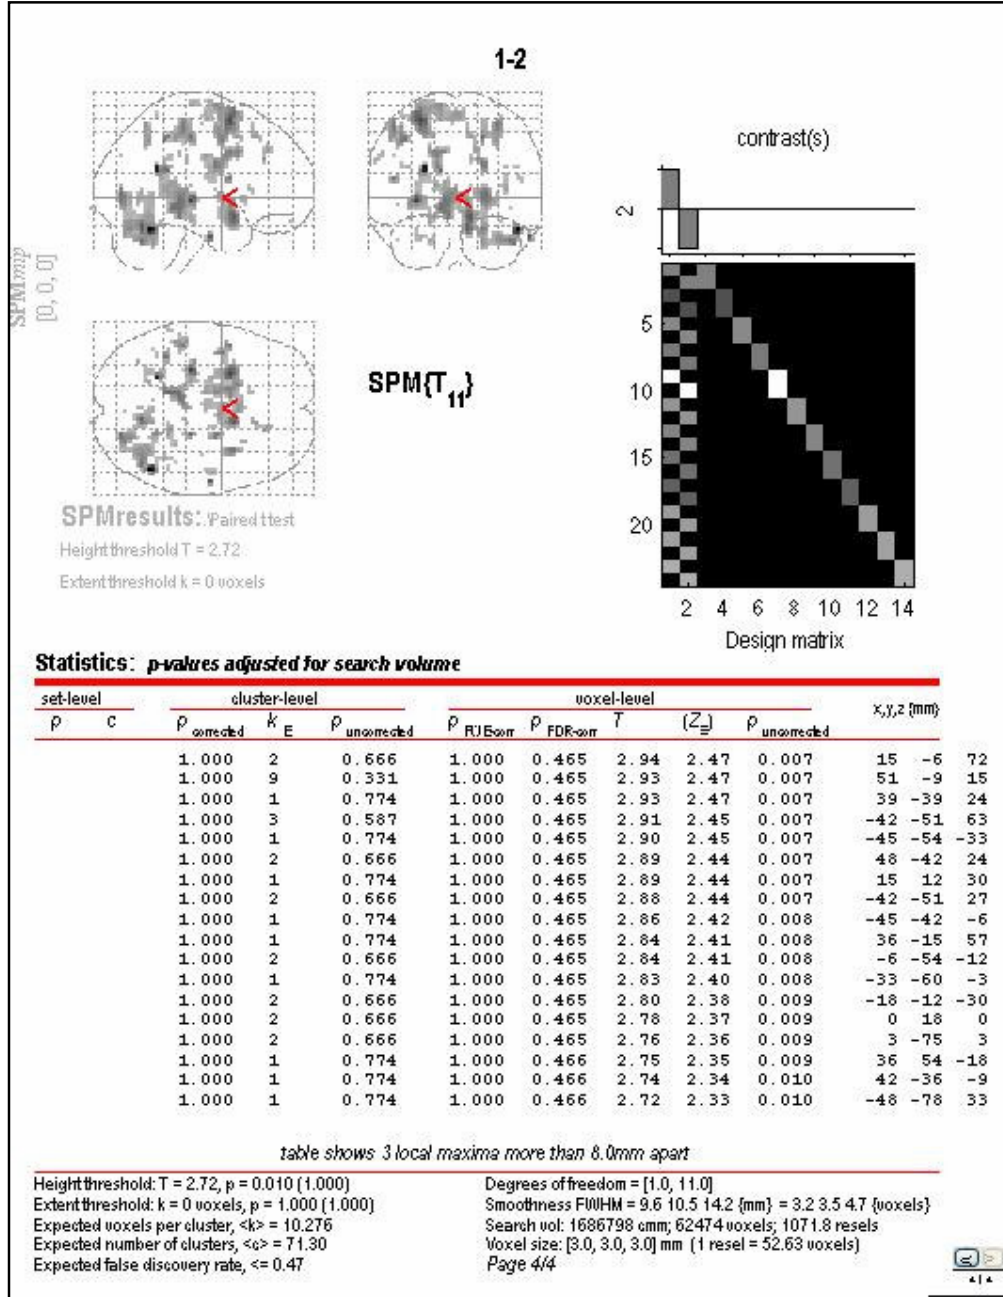 1-2
contrast(s)
2
SPMmip
[0, 0, 0]
SPM{T11}
5
10
15
20
2 4 6 8 10 12 14
Design matrix
SPMresults: .\Paired ttest
Height threshold T = 2.72
Extent threshold k = 0 voxels
Statistics: p-values adjusted for search volume
set-level cluster-level voxel-level x,y,z {mm}
p c p corrected k E p uncorrected p FWE-corr p FDR-corr T (Z≡) p uncorrected
1.000 2 0.666 1.000 0.465 2.94 2.47 0.007 15 -6 72
1.000 9 0.331 1.000 0.465 2.93 2.47 0.007 51 -9 15
1.000 1 0.774 1.000 0.465 2.93 2.47 0.007 39 -39 24
1.000 3 0.587 1.000 0.465 2.91 2.45 0.007 -42 -51 63
1.000 1 0.774 1.000 0.465 2.90 2.45 0.007 -45 -54 -33
1.000 2 0.666 1.000 0.465 2.89 2.44 0.007 48 -42 24
1.000 1 0.774 1.000 0.465 2.89 2.44 0.007 15 12 30
1.000 2 0.666 1.000 0.465 2.88 2.44 0.007 -42 -51 27
1.000 1 0.774 1.000 0.465 2.86 2.42 0.008 -45 -42 -6
1.000 1 0.774 1.000 0.465 2.84 2.41 0.008 36 -15 57
1.000 2 0.666 1.000 0.465 2.84 2.41 0.008 -6 -54 -12
1.000 1 0.774 1.000 0.465 2.83 2.40 0.008 -33 -60 -3
1.000 2 0.666 1.000 0.465 2.80 2.38 0.009 -18 -12 -30
1.000 2 0.666 1.000 0.465 2.78 2.37 0.009 0 18 0
1.000 2 0.666 1.000 0.465 2.76 2.36 0.009 3 -75 3
1.000 1 0.774 1.000 0.466 2.75 2.35 0.009 36 54 -18
1.000 1 0.774 1.000 0.466 2.74 2.34 0.010 42 -36 -9
1.000 1 0.774 1.000 0.466 2.72 2.33 0.010 -48 -78 33
table shows 3 local maxima more than 8.0mm apart
Height threshold: T = 2.72, p = 0.010 (1.000)
Extent threshold: k = 0 voxels, p = 1.000 (1.000)
Expected voxels per cluster, <k> = 10.276
Expected number of clusters, <c> = 71.30
Expected false discovery rate, <= 0.47
Degrees of freedom = [1.0, 11.0]
Smoothness FWHM = 9.6 10.5 14.2 {mm} = 3.2 3.5 4.7 {voxels}
Search vol: 1686798 cmm; 62474 voxels; 1071.8 resels
Voxel size: [3.0, 3.0, 3.0] mm (1 resel = 52.63 voxels)
Page 4/4